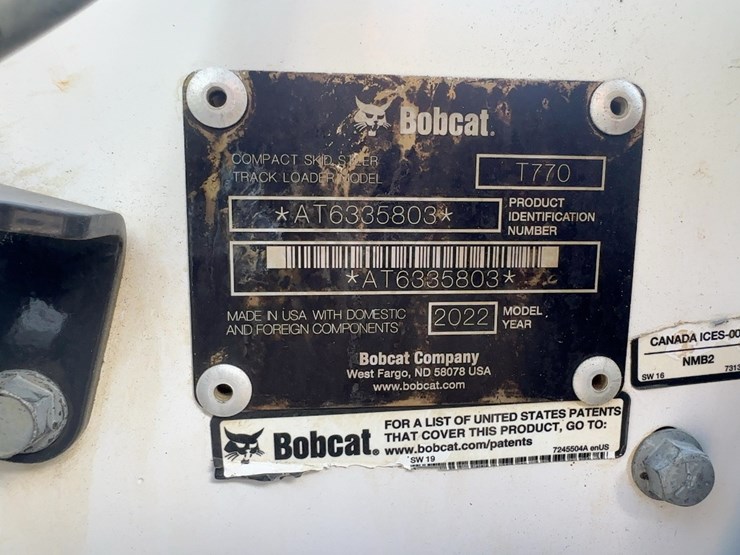 Bobcat.
COMPACT SKID STEER
TRACK LOADER MODEL
T770
*AT6335803*
PRODUCT
IDENTIFICATION
NUMBER
*AT6335803*
MADE IN USA WITH DOMESTIC
AND FOREIGN COMPONENTS
2022
MODEL
YEAR
Bobcat Company
West Fargo, ND 58078 USA
www.bobcat.com
CANADA ICES-00
NMB2
SW 16
7313
Bobcat.
FOR A LIST OF UNITED STATES PATENTS
THAT COVER THIS PRODUCT, GO TO:
www.bobcat.com/patents
SW 19
7245504A enUS